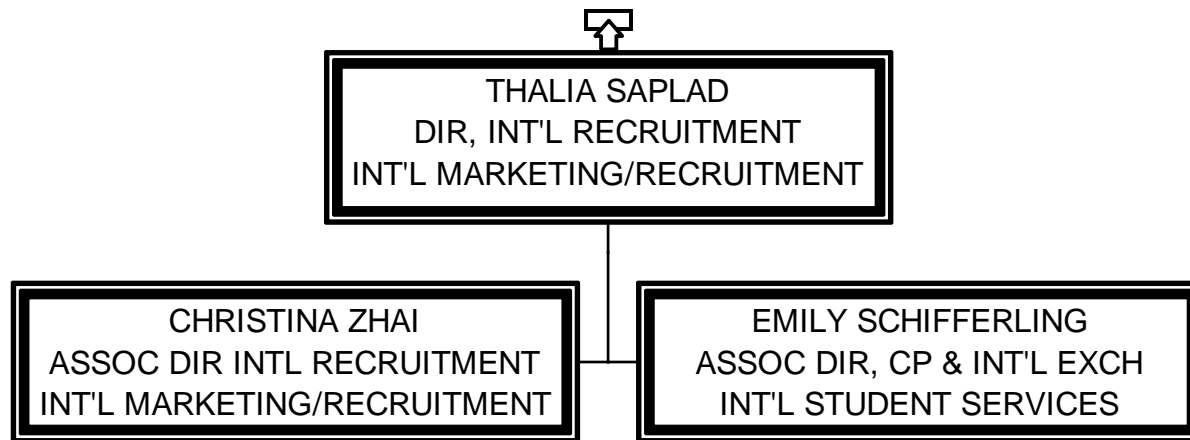 THALIA SAPLAD
DIR, INT'L RECRUITMENT
INT'L MARKETING/RECRUITMENT
CHRISTINA ZHAI
ASSOC DIR INTL RECRUITMENT
INT'L MARKETING/RECRUITMENT
EMILY SCHIFFERLING
ASSOC DIR, CP & INT'L EXCH
INT'L STUDENT SERVICES